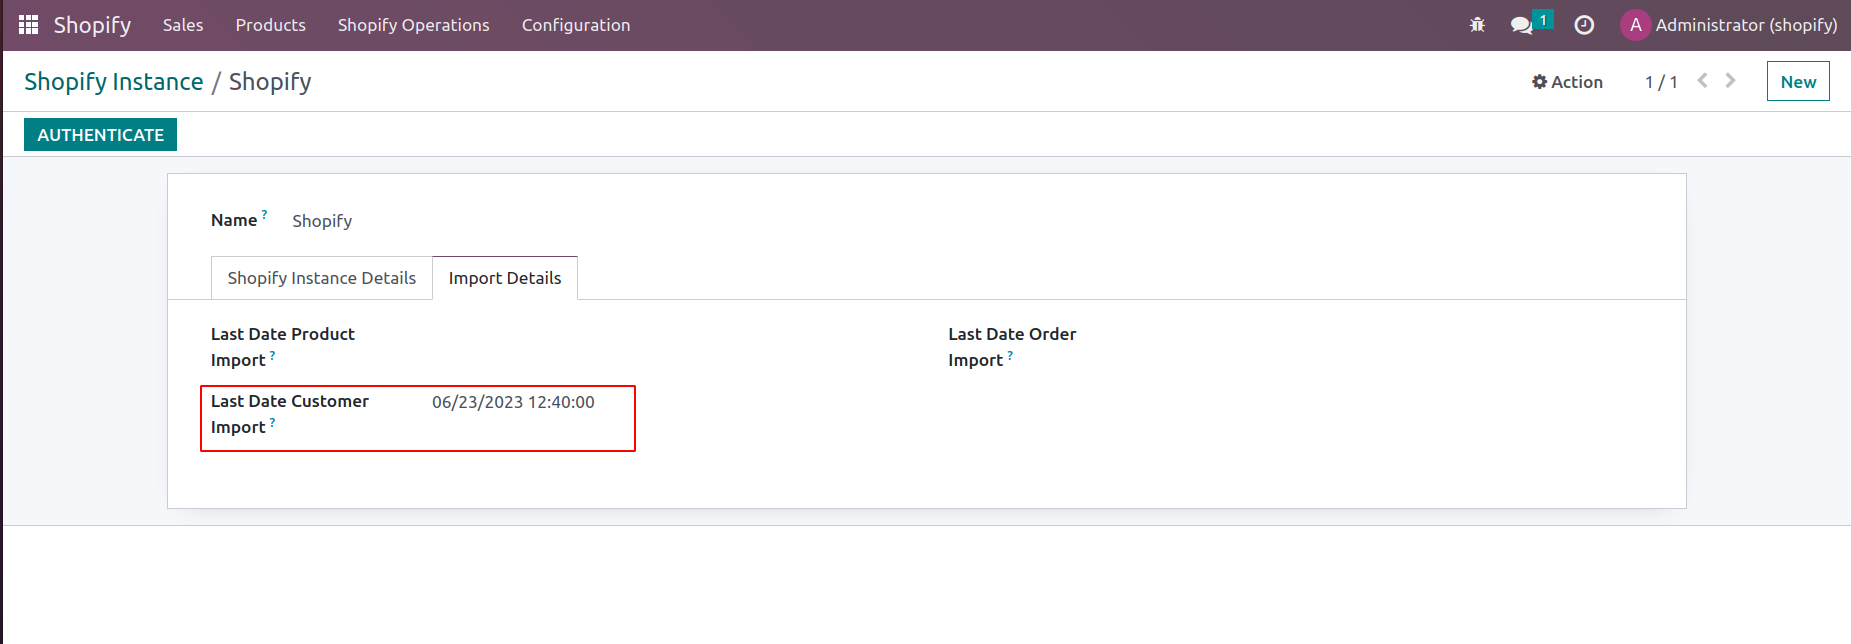 Shopify Sales Products Shopify Operations Configuration 1 A Administrator (shopify)
Shopify Instance / Shopify Action 1 / 1 New
AUTHENTICATE
Name ? Shopify
Shopify Instance Details Import Details
Last Date Product
Import ?
Last Date Order
Import ?
Last Date Customer 06/23/2023 12:40:00
Import ?